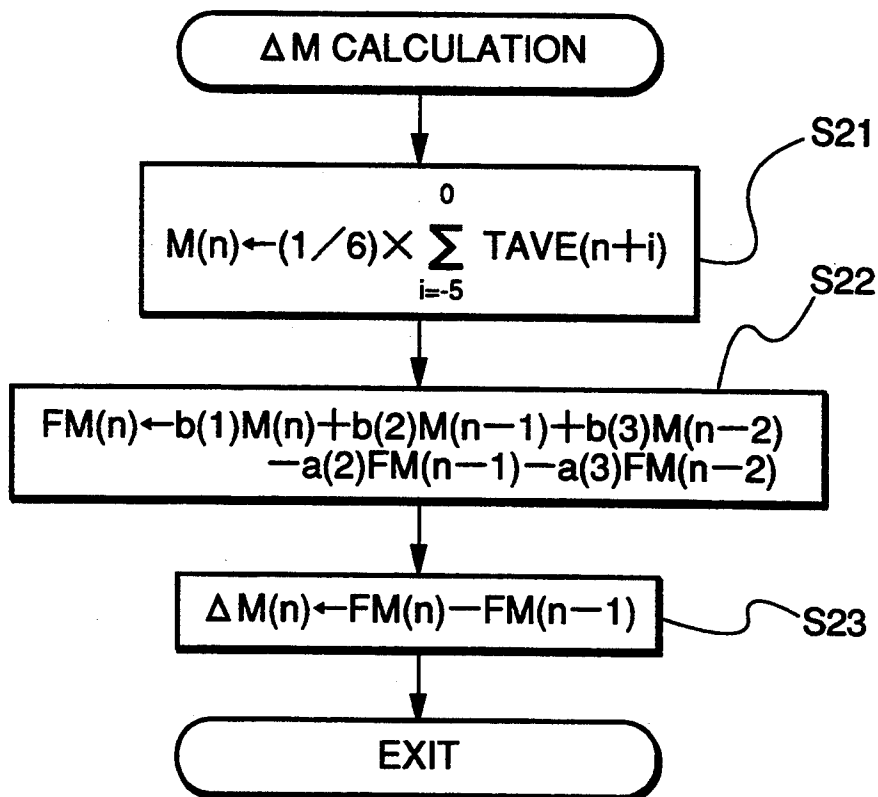 ΔM CALCULATION
S21
0
M(n)←(1/6)× ∑ TAVE(n+i)
i=-5
S22
FM(n)←b(1)M(n)+b(2)M(n−1)+b(3)M(n−2)
−a(2)FM(n−1)−a(3)FM(n−2)
ΔM(n)←FM(n)−FM(n−1)
S23
EXIT